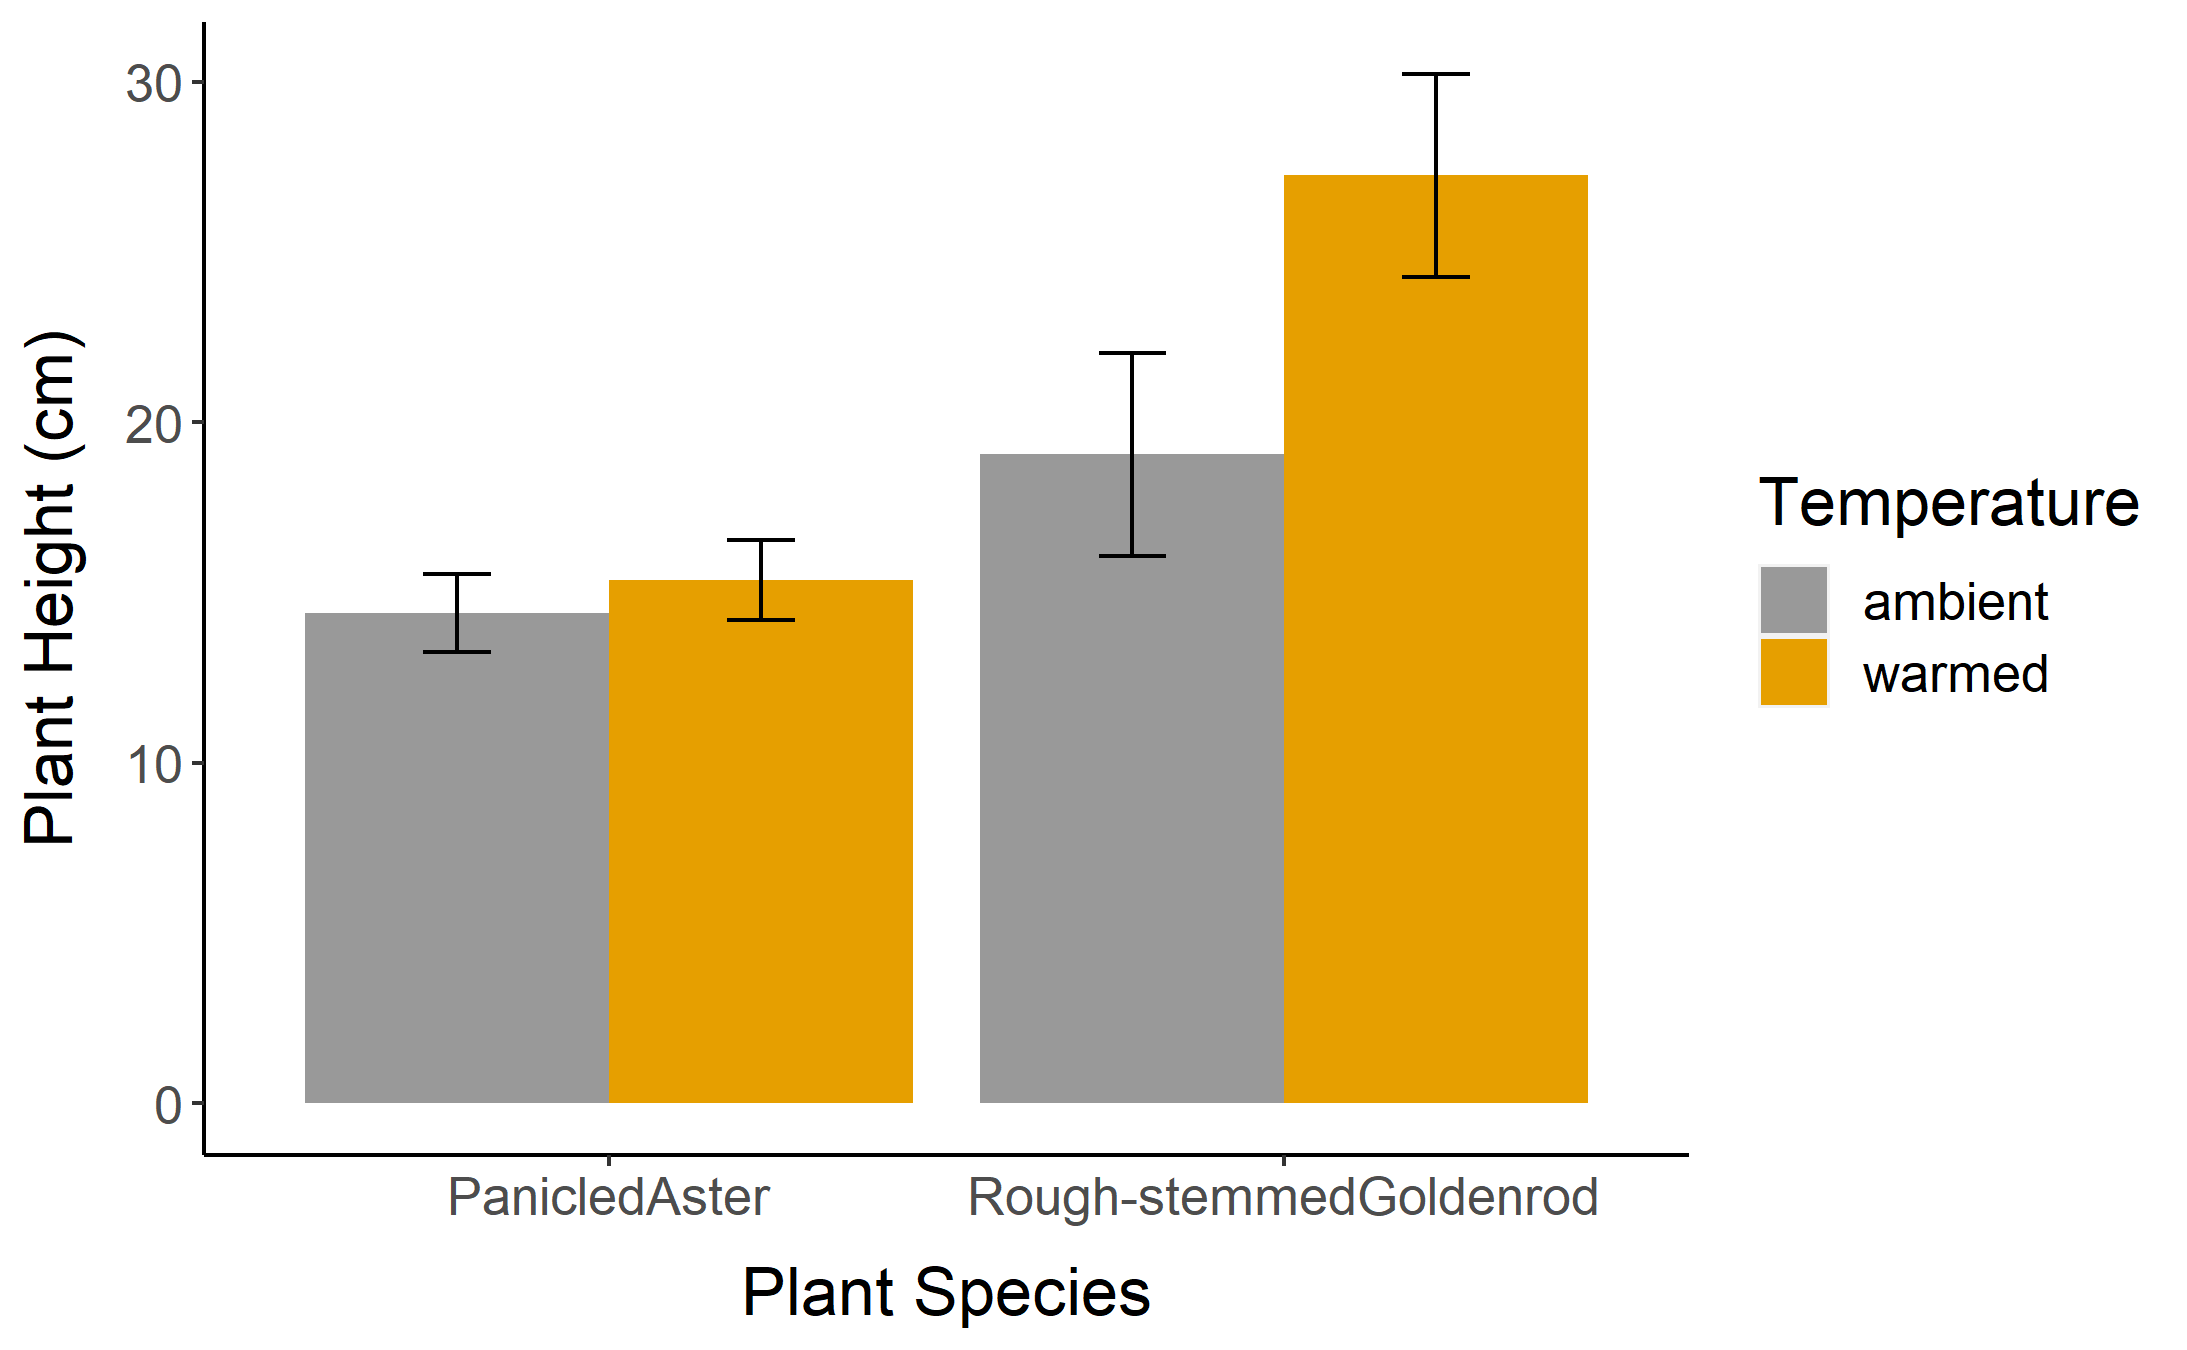 Plant Height (cm)
30
20
10
0
PanicledAster
Rough-stemmedGoldenrod
Plant Species
Temperature
ambient
warmed